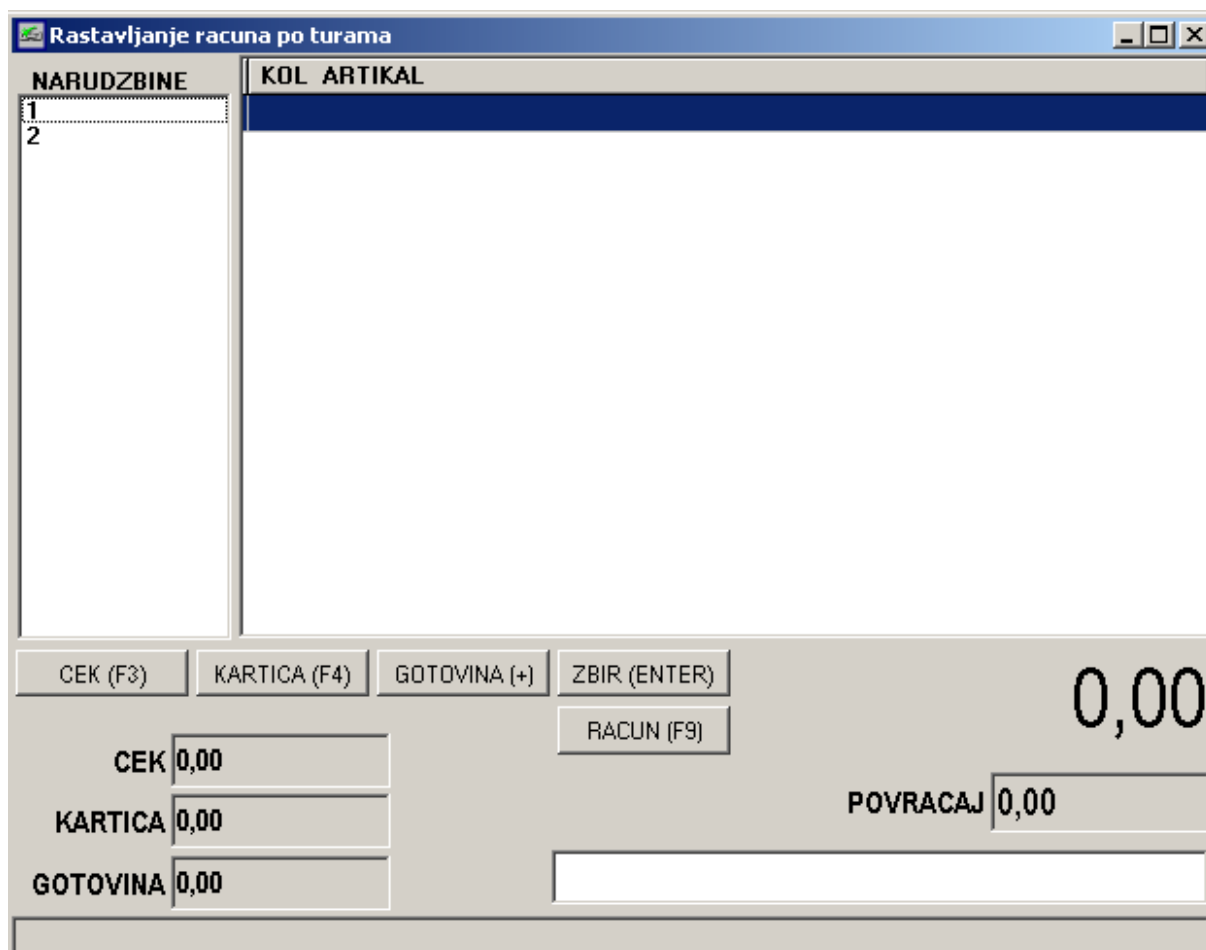 Rastavljanje racuna po turama
NARUDZBINE
KOL ARTIKAL
1
2
CEK (F3) KARTICA (F4) GOTOVINA (+) ZBIR (ENTER)
0,00
RACUN (F9)
CEK 0,00
POVRACAJ 0,00
KARTICA 0,00
GOTOVINA 0,00